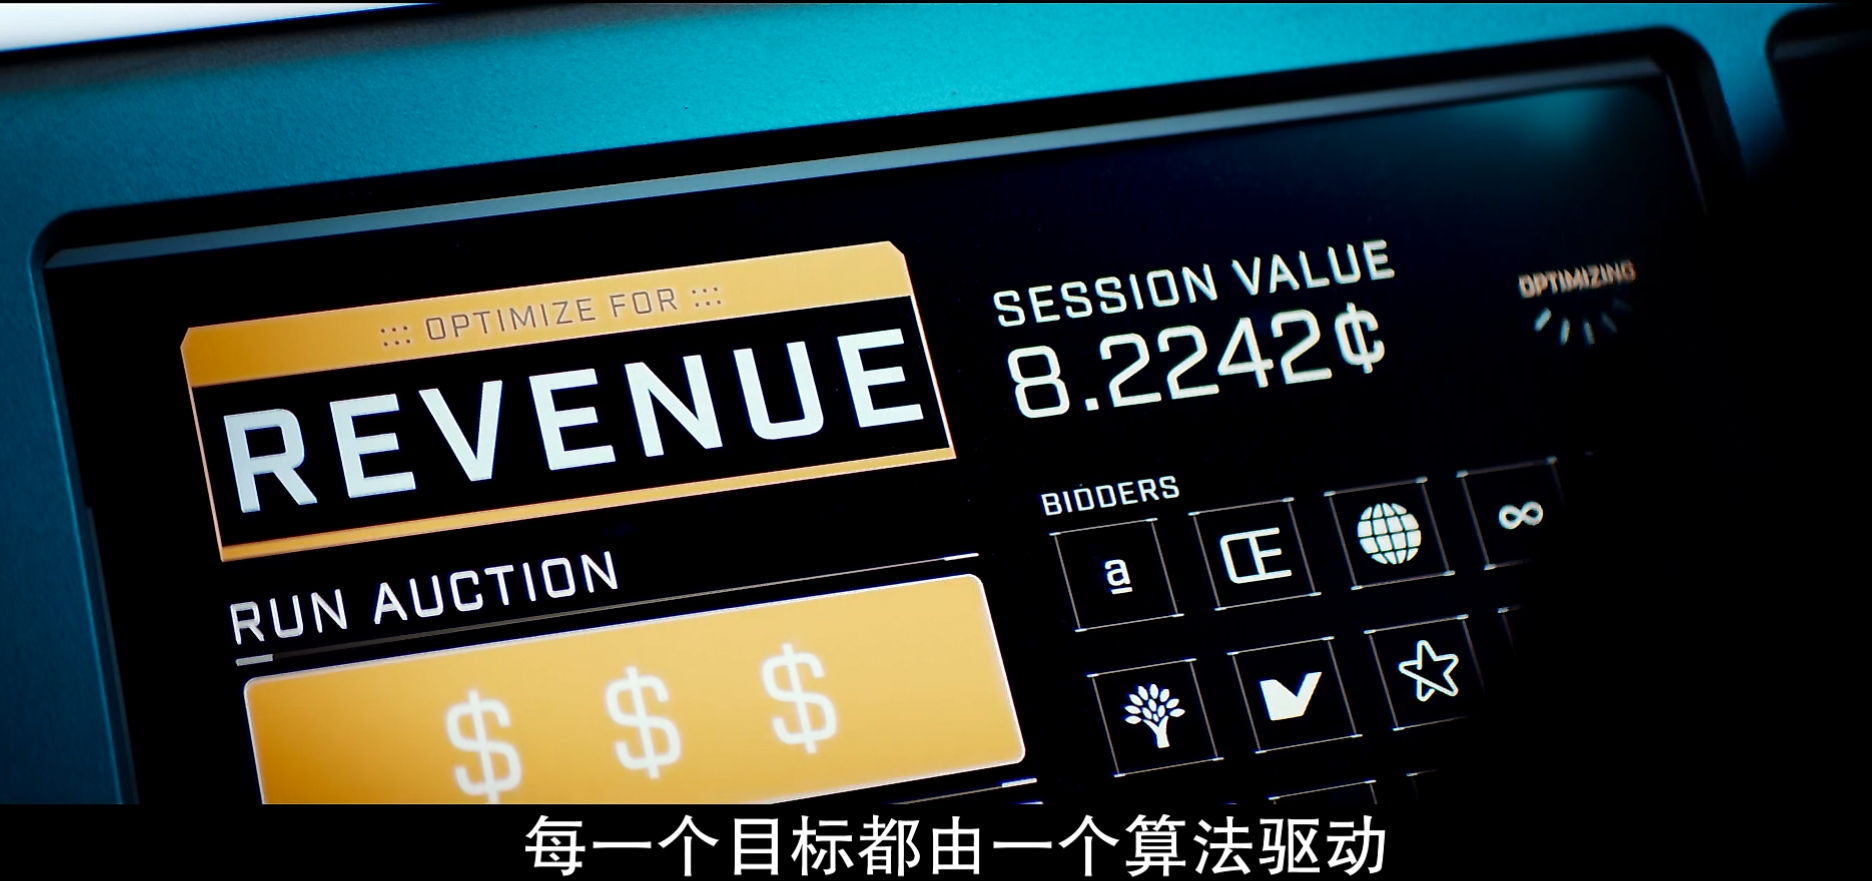 ::: OPTIMIZE FOR :::
REVENUE
SESSION VALUE
8.2242¢
OPTIMIZING
BIDDERS
a
RUN AUCTION
$ $ $
每一个目标都由一个算法驱动